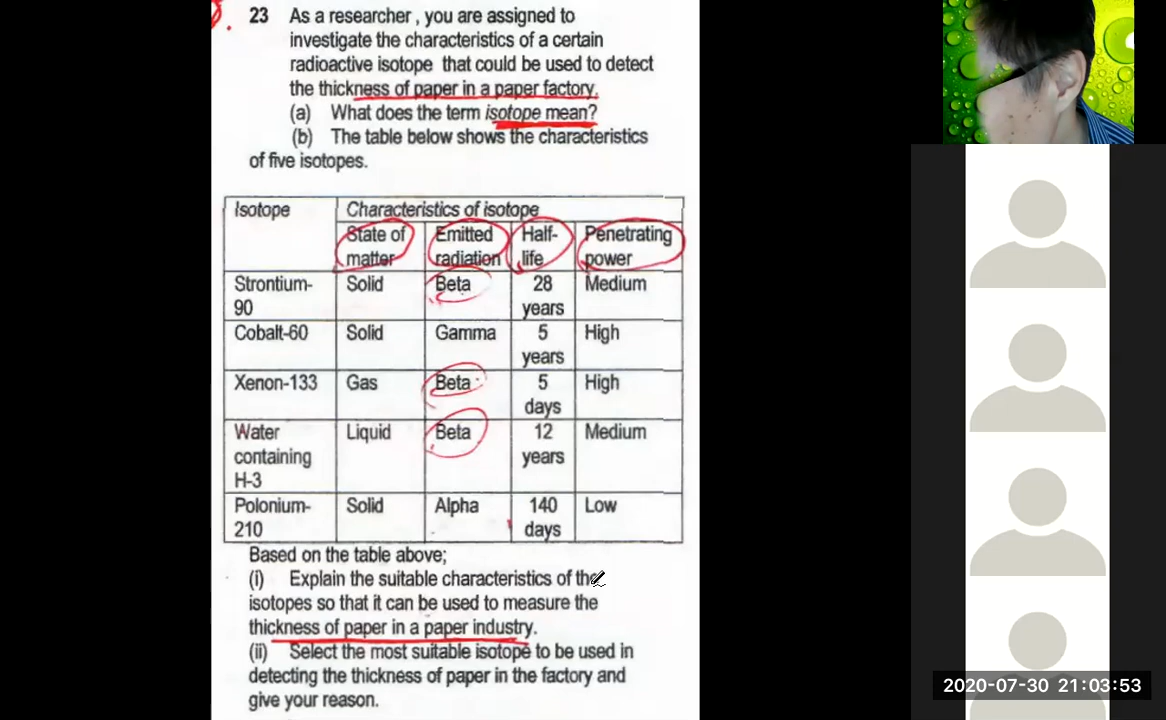 23 As a researcher , you are assigned to
investigate the characteristics of a certain
radioactive isotope that could be used to detect
the thickness of paper in a paper factory.
(a) What does the term isotope mean?
(b) The table below shows the characteristics
of five isotopes.
Isotope Characteristics of isotope
State of matter Emitted radiation Half-life Penetrating power
Strontium-90 Solid Beta 28 years Medium
Cobalt-60 Solid Gamma 5 years High
Xenon-133 Gas Beta 5 days High
Water containing H-3 Liquid Beta 12 years Medium
Polonium-210 Solid Alpha 140 days Low
Based on the table above;
(i) Explain the suitable characteristics of the
isotopes so that it can be used to measure the
thickness of paper in a paper industry.
(ii) Select the most suitable isotope to be used in
detecting the thickness of paper in the factory and
give your reason.
2020-07-30 21:03:53